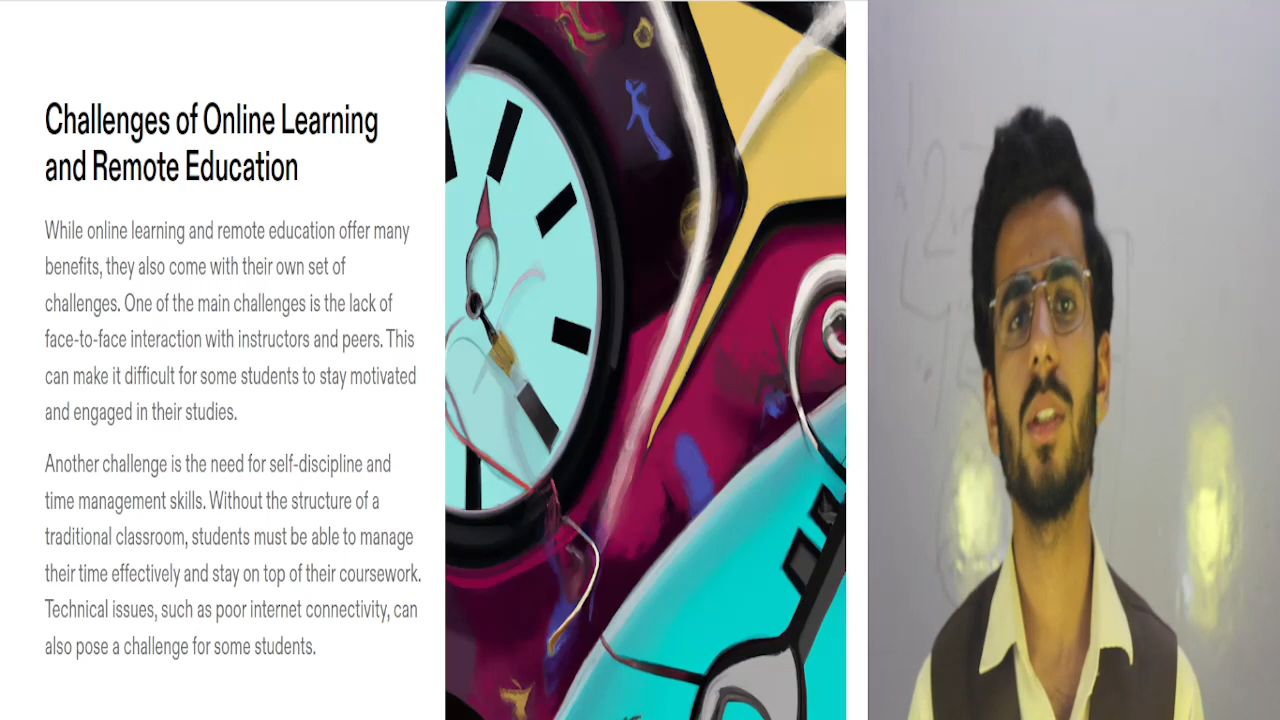 Challenges of Online Learning
and Remote Education
While online learning and remote education offer many
benefits, they also come with their own set of
challenges. One of the main challenges is the lack of
face-to-face interaction with instructors and peers. This
can make it difficult for some students to stay motivated
and engaged in their studies.
Another challenge is the need for self-discipline and
time management skills. Without the structure of a
traditional classroom, students must be able to manage
their time effectively and stay on top of their coursework.
Technical issues, such as poor internet connectivity, can
also pose a challenge for some students.